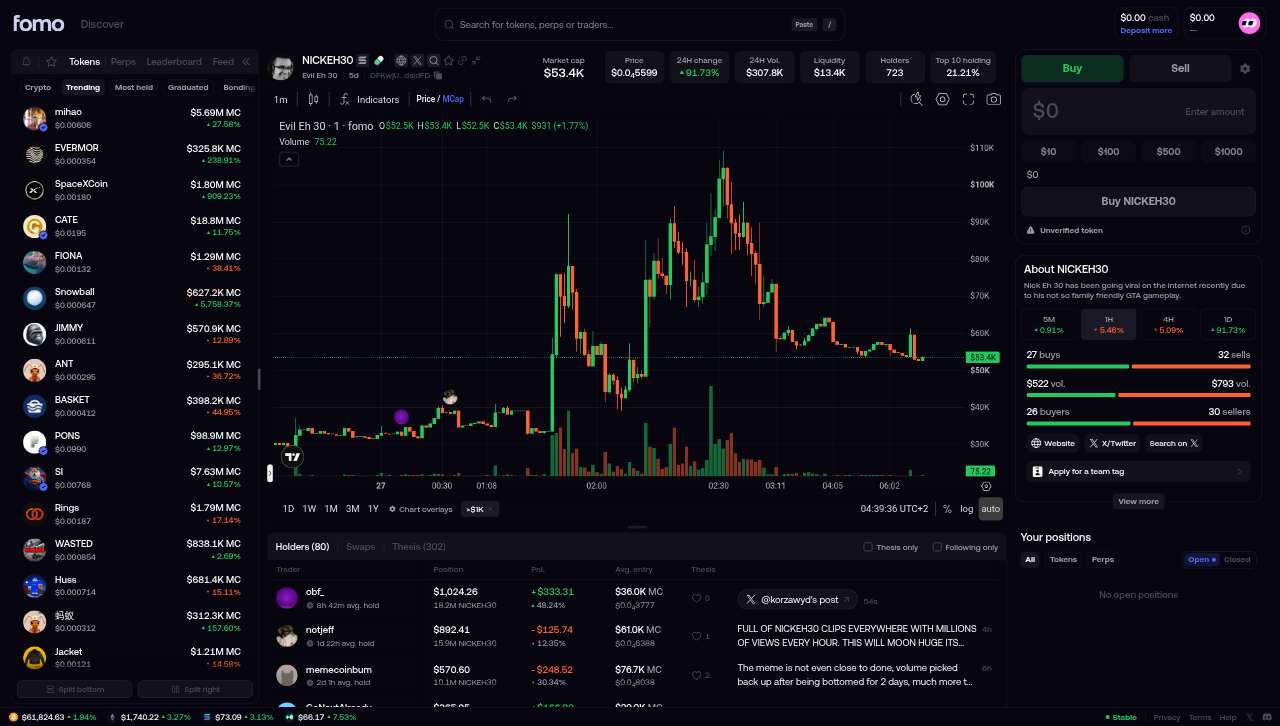 fomo Discover
Search for tokens, perps or traders... Paste /
$0.00 cash
Deposit more
$0.00
—
Tokens Perps Leaderboard Feed
Crypto Trending Most held Graduated Bonding
mihao $5.69M MC
$0.00606 27.58%
EVERMOR $325.8K MC
$0.000354 238.91%
SpaceXCoin $1.80M MC
$0.00180 909.23%
CATE $18.8M MC
$0.0195 11.75%
FIONA $1.29M MC
$0.00132 38.41%
Snowball $627.2K MC
$0.000647 5,758.37%
JIMMY $570.9K MC
$0.000611 12.89%
ANT $295.1K MC
$0.000295 36.72%
BASKET $398.2K MC
$0.000412 44.95%
PONS $98.9M MC
$0.0990 12.97%
SI $7.63M MC
$0.00768 10.57%
Rings $1.79M MC
$0.00187 17.14%
WASTED $838.1K MC
$0.000854 2.69%
Huss $681.4K MC
$0.000714 15.11%
蚂蚁 $312.3K MC
$0.000312 157.60%
Jacket $1.21M MC
$0.00121 14.58%
Split bottom Split right
NICKEH30
Evil Eh 30 5d
Market cap
$53.4K
Price
$0.0₄5599
24H change
91.73%
24H Vol.
$307.8K
Liquidity
$13.4K
Holders
723
Top 10 holding
21.21%
1m Indicators Price / MCap
Evil Eh 30 · 1 · fomo O$52.5K H$53.4K L$52.5K C$53.4K $931 (+1.77%)
Volume 75.22
$110K
$100K
$90K
$80K
$70K
$60K
$53.4K
$50K
$40K
$30K
75.22
27 00:30 01:08 02:00 02:30 03:11 04:05 06:02
1D 1W 1M 3M 1Y Chart overlays >$1K
04:39:36 UTC+2 % log auto
Holders (80) Swaps Thesis (302)
Thesis only Following only
Trader Position PnL Avg. entry Thesis
obf_ $1,024.26 +$333.31 $36.0K MC
8h 42m avg. hold 18.2M NICKEH30 48.24% $0.0₄3777
0 @korzawyd's post 54s
notjeff $892.41 -$125.74 $61.0K MC
1d 22h avg. hold 15.9M NICKEH30 12.35% $0.0₄6388
1 FULL OF NICKEH30 CLIPS EVERYWHERE WITH MILLIONS 4h
OF VIEWS EVERY HOUR. THIS WILL MOON HUGE ITS...
memecoinbum $570.60 -$248.52 $76.7K MC
2d 1h avg. hold 10.1M NICKEH30 30.34% $0.0₄8038
2 The meme is not even close to done, volume picked 6h
back up after being bottomed for 2 days, much more t...
Buy Sell
$0 Enter amount
$10 $100 $500 $1000
$0
Buy NICKEH30
Unverified token
About NICKEH30
Nick Eh 30 has been going viral on the internet recently due
to his not so family friendly GTA gameplay.
5M 1H 4H 1D
0.91% 5.46% 5.09% 91.73%
27 buys 32 sells
$522 vol. $793 vol.
26 buyers 30 sellers
Website X/Twitter Search on X
Apply for a team tag
View more
Your positions
All Tokens Perps Open Closed
No open positions
$61,824.63 1.94% $1,740.22 3.27% $73.09 3.13% $66.17 7.53%
Stable Privacy Terms Help